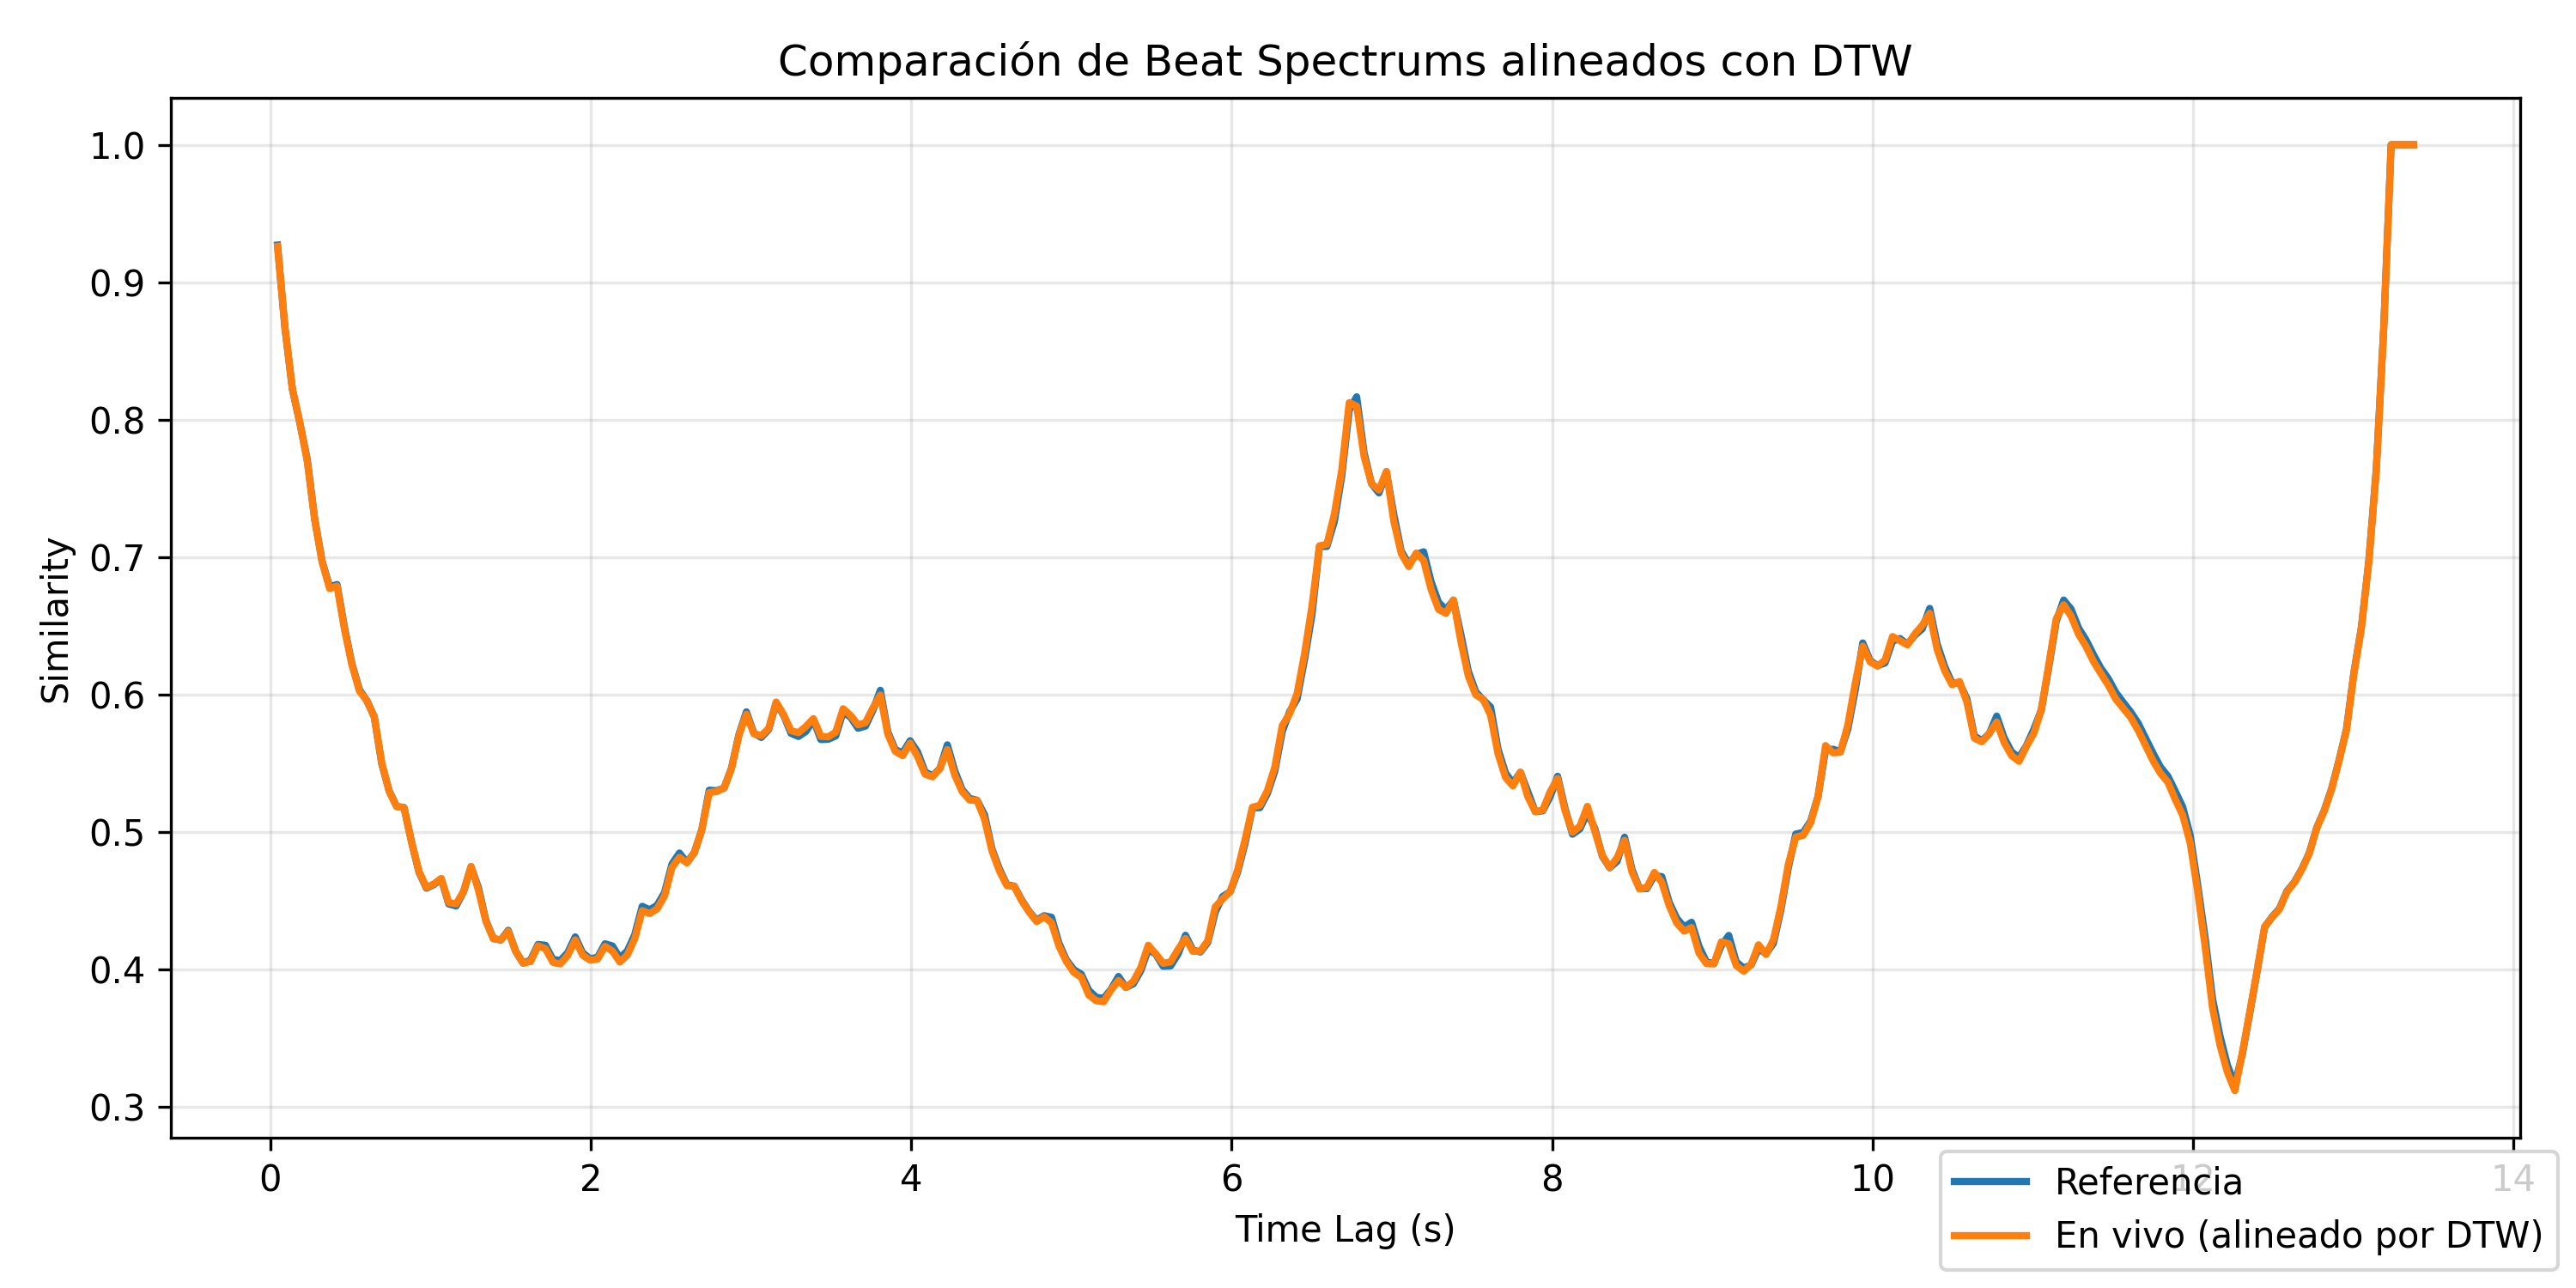 Comparación de Beat Spectrums alineados con DTW
1.0
0.9
0.8
0.7
0.6
0.5
0.4
0.3
Similarity
0 2 4 6 8 10 12 14
Time Lag (s)
Referencia
En vivo (alineado por DTW)